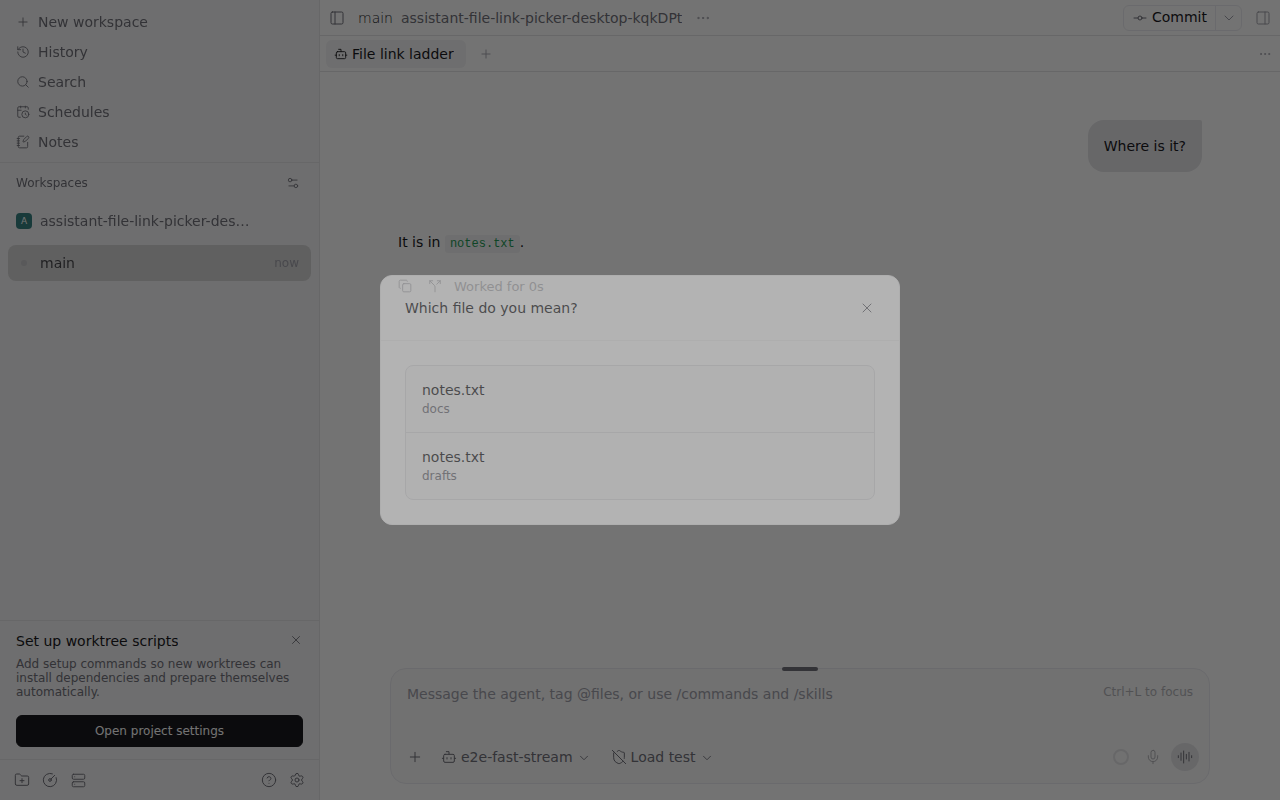 New workspace
History
Search
Schedules
Notes
Workspaces
A assistant-file-link-picker-des...
main now
Set up worktree scripts
Add setup commands so new worktrees can
install dependencies and prepare themselves
automatically.
Open project settings
main assistant-file-link-picker-desktop-kqkDPt
Commit
File link ladder
Where is it?
It is in notes.txt.
Worked for 0s
Which file do you mean?
notes.txt
docs
notes.txt
drafts
Message the agent, tag @files, or use /commands and /skills
Ctrl+L to focus
e2e-fast-stream
Load test